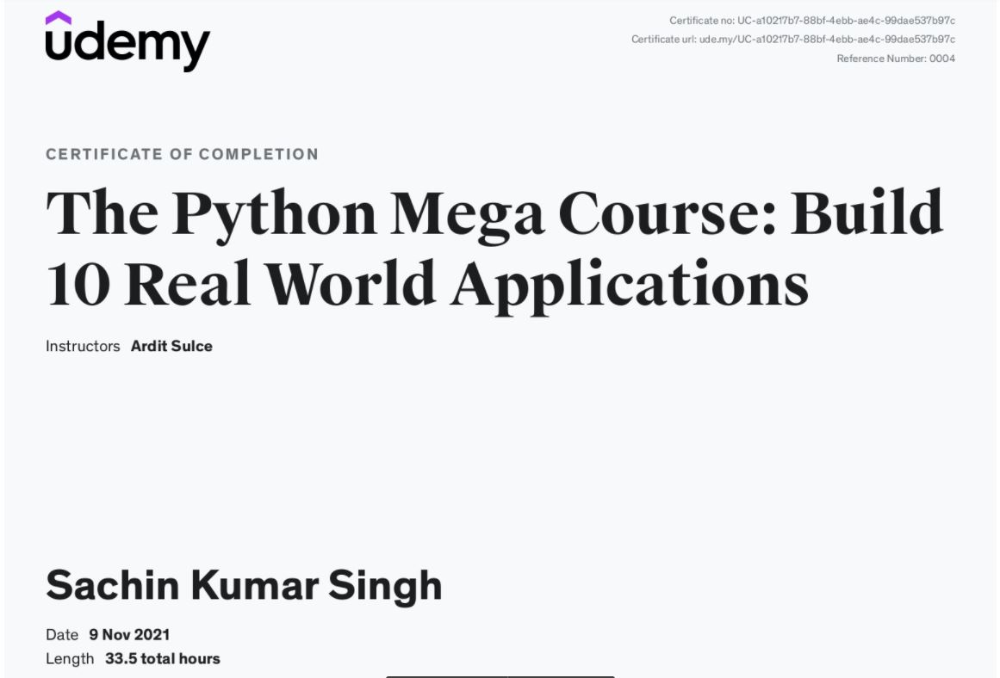 udemy
Certificate no: UC-a10217b7-88bf-4ebb-ae4c-99dae537b97c
Certificate url: ude.my/UC-a10217b7-88bf-4ebb-ae4c-99dae537b97c
Reference Number: 0004
CERTIFICATE OF COMPLETION
The Python Mega Course: Build
10 Real World Applications
Instructors Ardit Sulce
Sachin Kumar Singh
Date 9 Nov 2021
Length 33.5 total hours